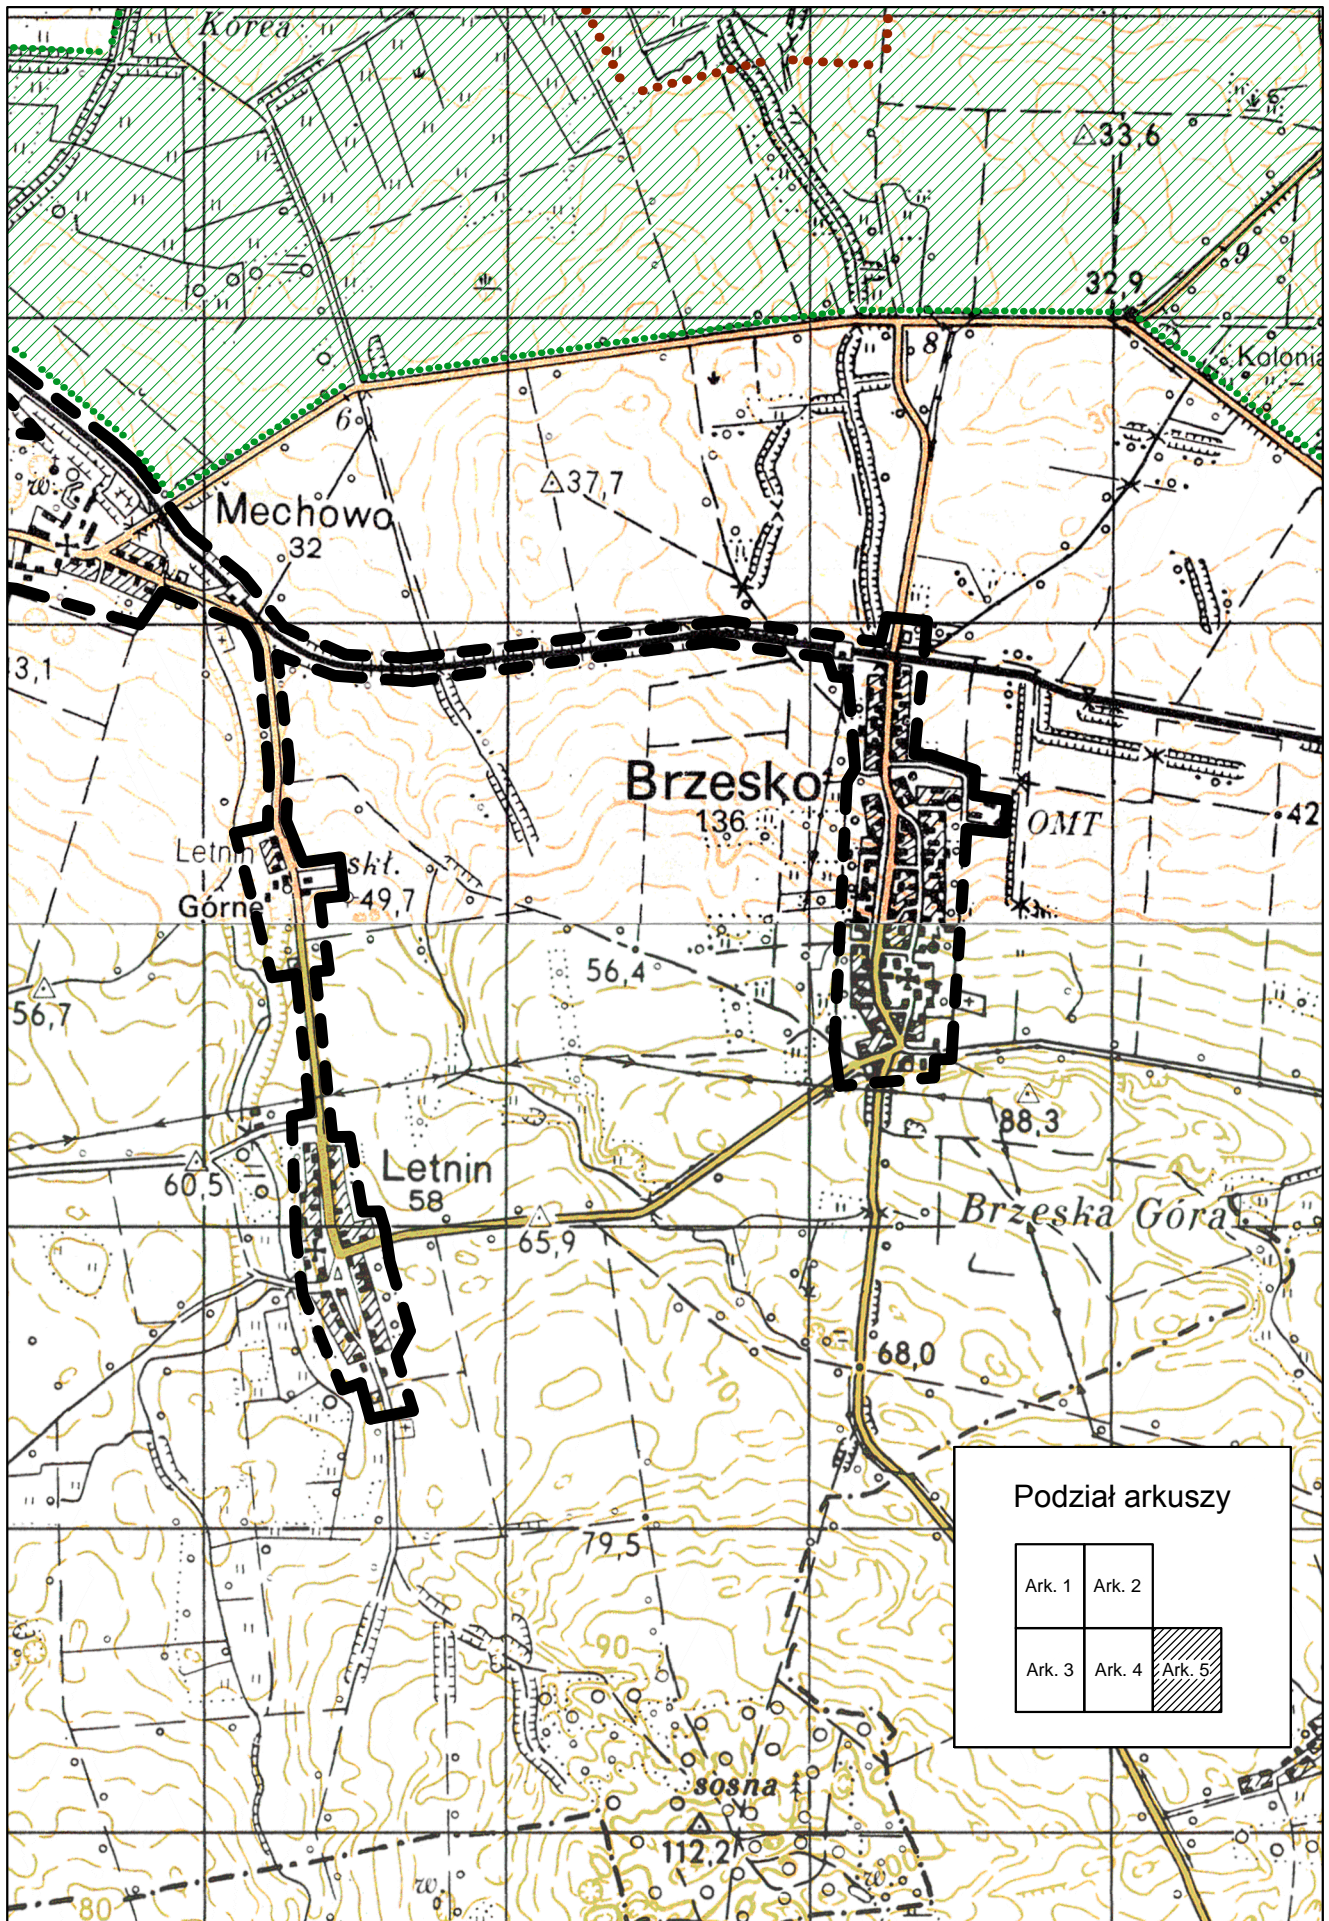 Korea
33,6
9
32,9
Kolonia
8
6
30
w.
37,7
Mechowo
32
3,1
Brzesko
136
OMT
42
Letnin
Górne
skł.
49,7
56,4
56,7
88,3
60,5
Letnin
58
65,9
Brzeska Góra
68,0
70
79,5
90
sosna
112,2
w.
w
80
Podział arkuszy
Ark. 1
Ark. 2
Ark. 3
Ark. 4
Ark. 5